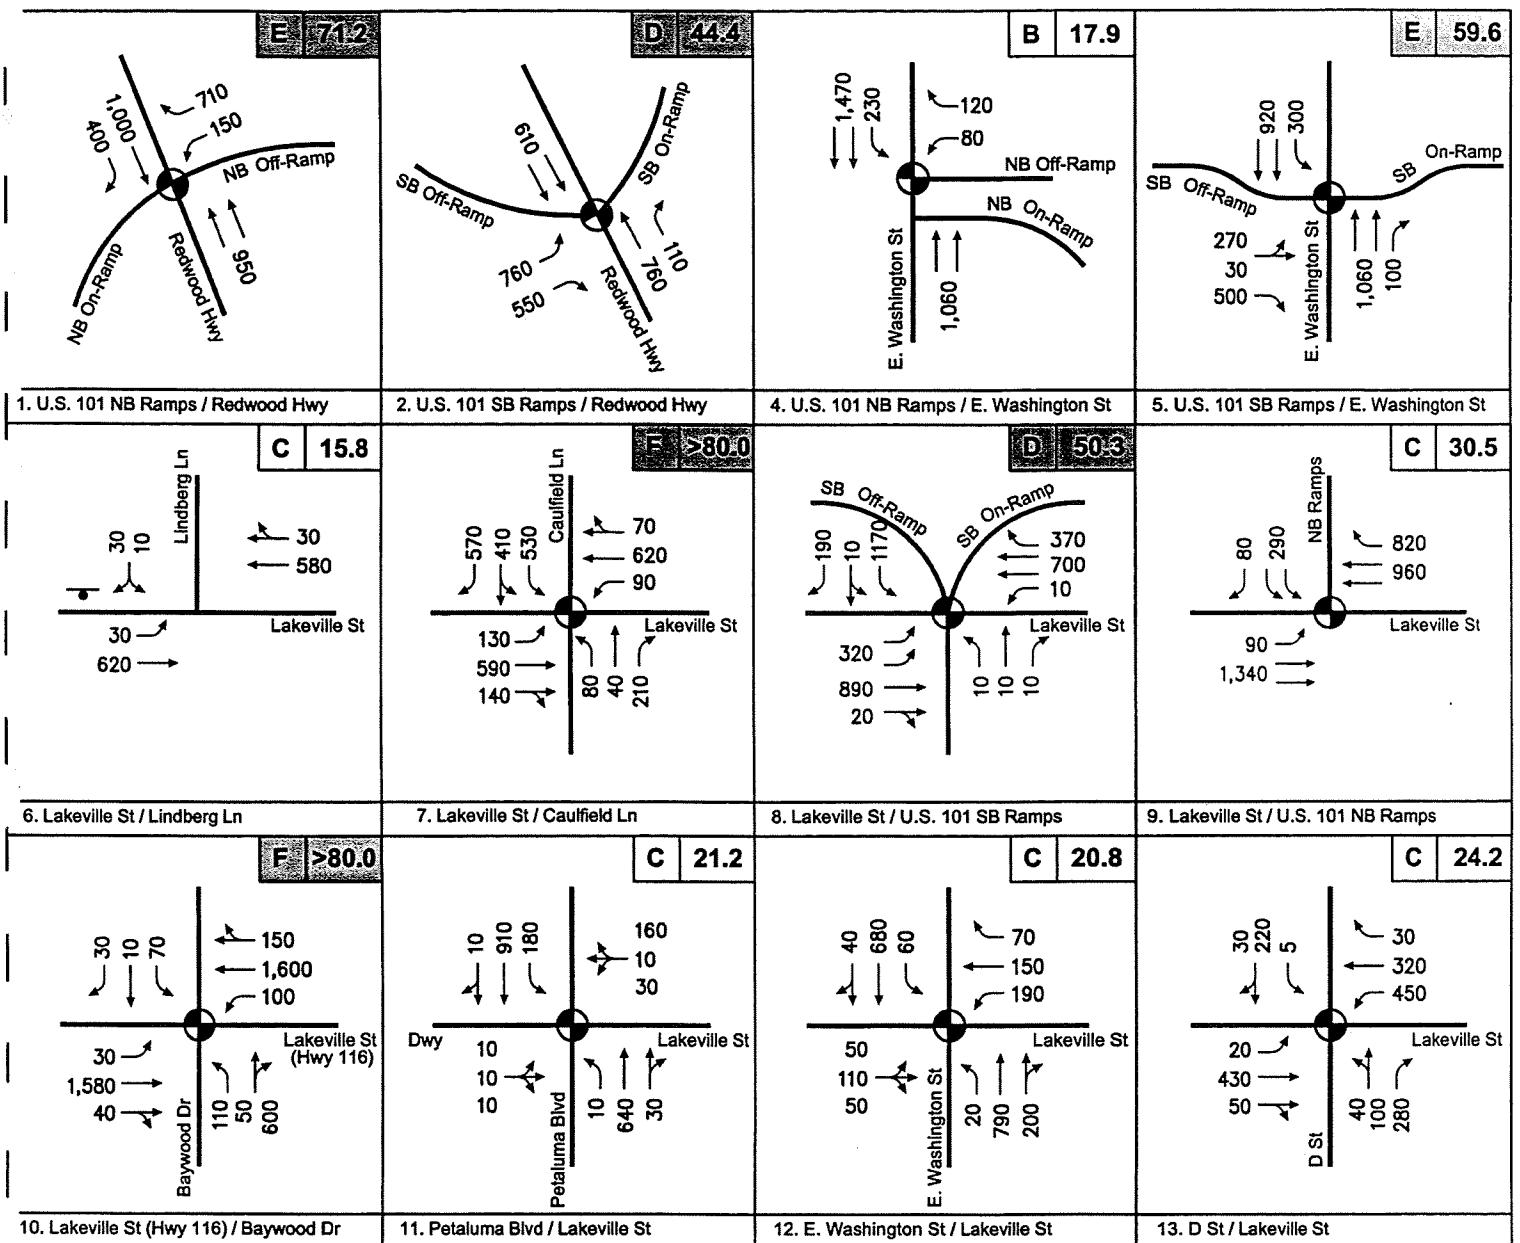 E 71.2
1,000
400
710
150
NB Off-Ramp
NB On-Ramp
Redwood Hwy
950
1. U.S. 101 NB Ramps / Redwood Hwy
D 44.4
610
SB On-Ramp
SB Off-Ramp
760
550
110
760
Redwood Hwy
2. U.S. 101 SB Ramps / Redwood Hwy
B 17.9
1,470
230
120
80
NB Off-Ramp
NB On-Ramp
E. Washington St
1,060
4. U.S. 101 NB Ramps / E. Washington St
E 59.6
920
300
SB Off-Ramp
SB On-Ramp
270
30
500
E. Washington St
1,060
100
5. U.S. 101 SB Ramps / E. Washington St
C 15.8
Lindberg Ln
30
10
30
580
Lakeville St
30
620
6. Lakeville St / Lindberg Ln
>80.0
Caulfield Ln
570
410
530
70
620
90
Lakeville St
130
590
140
80
40
210
7. Lakeville St / Caulfield Ln
D 50.3
SB Off-Ramp
SB On-Ramp
190
10
1170
370
700
10
Lakeville St
320
890
20
10
10
10
8. Lakeville St / U.S. 101 SB Ramps
C 30.5
NB Ramps
80
290
820
960
Lakeville St
90
1,340
9. Lakeville St / U.S. 101 NB Ramps
F >80.0
30
10
70
150
1,600
100
Lakeville St
(Hwy 116)
30
1,580
40
Baywood Dr
110
50
600
10. Lakeville St (Hwy 116) / Baywood Dr
C 21.2
10
910
180
160
10
30
Dwy
Lakeville St
10
10
10
Petaluma Blvd
10
640
30
11. Petaluma Blvd / Lakeville St
C 20.8
40
680
60
70
150
190
Lakeville St
50
110
50
E. Washington St
20
790
200
12. E. Washington St / Lakeville St
C 24.2
30
220
5
30
320
450
Lakeville St
20
430
50
D St
40
100
280
13. D St / Lakeville St